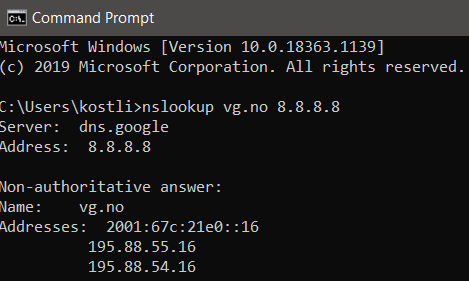 Command Prompt
Microsoft Windows [Version 10.0.18363.1139]
(c) 2019 Microsoft Corporation. All rights reserved.
C:\Users\kostli>nslookup vg.no 8.8.8.8
Server:  dns.google
Address:  8.8.8.8
Non-authoritative answer:
Name:    vg.no
Addresses:  2001:67c:21e0::16
195.88.55.16
195.88.54.16